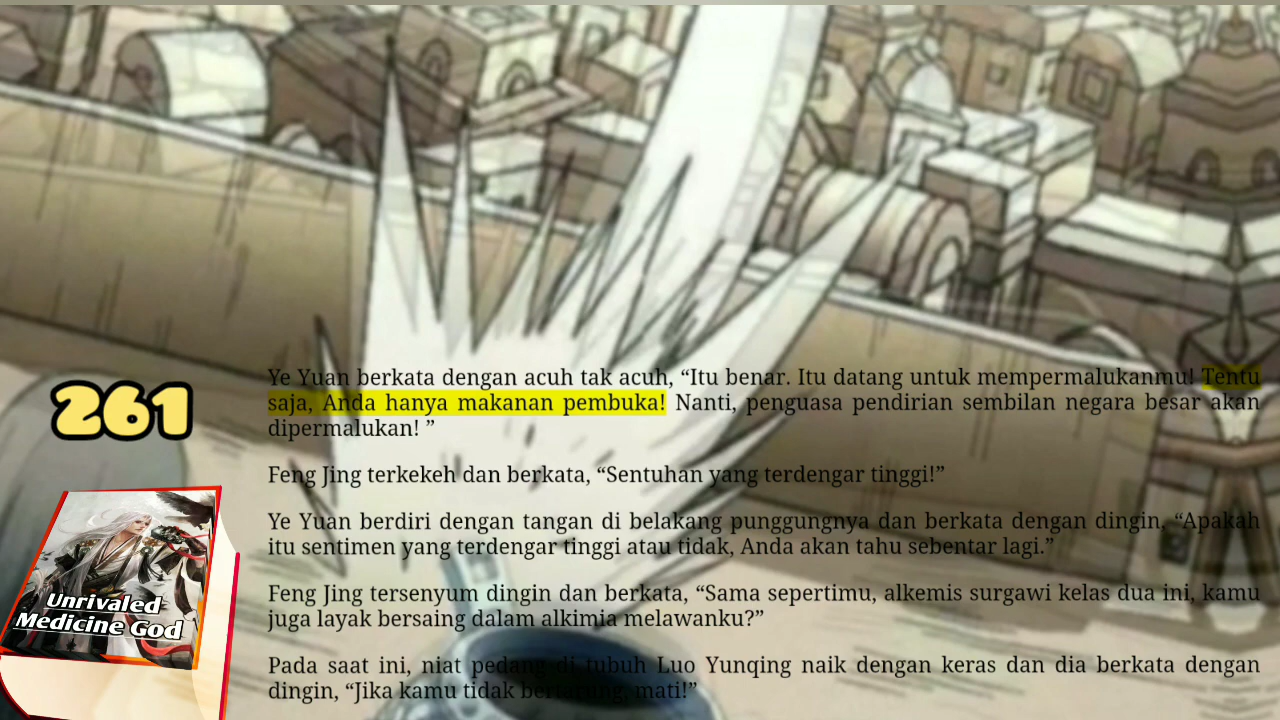 Ye Yuan berkata dengan acuh tak acuh, “Itu benar. Itu datang untuk mempermalukanmu! Tentu
saja, Anda hanya makanan pembuka! Nanti, penguasa pendirian sembilan negara besar akan
dipermalukan! ”
261
Feng Jing terkekeh dan berkata, “Sentuhan yang terdengar tinggi!”
Ye Yuan berdiri dengan tangan di belakang punggungnya dan berkata dengan dingin, “Apakah
itu sentimen yang terdengar tinggi atau tidak, Anda akan tahu sebentar lagi.”
Feng Jing tersenyum dingin dan berkata, “Sama sepertimu, alkemis surgawi kelas dua ini, kamu
juga layak bersaing dalam alkimia melawanku?”
Unrivaled
Medicine God
Pada saat ini, niat pedang di tubuh Luo Yunqing naik dengan keras dan dia berkata dengan
dingin, “Jika kamu tidak bertarung, mati!”